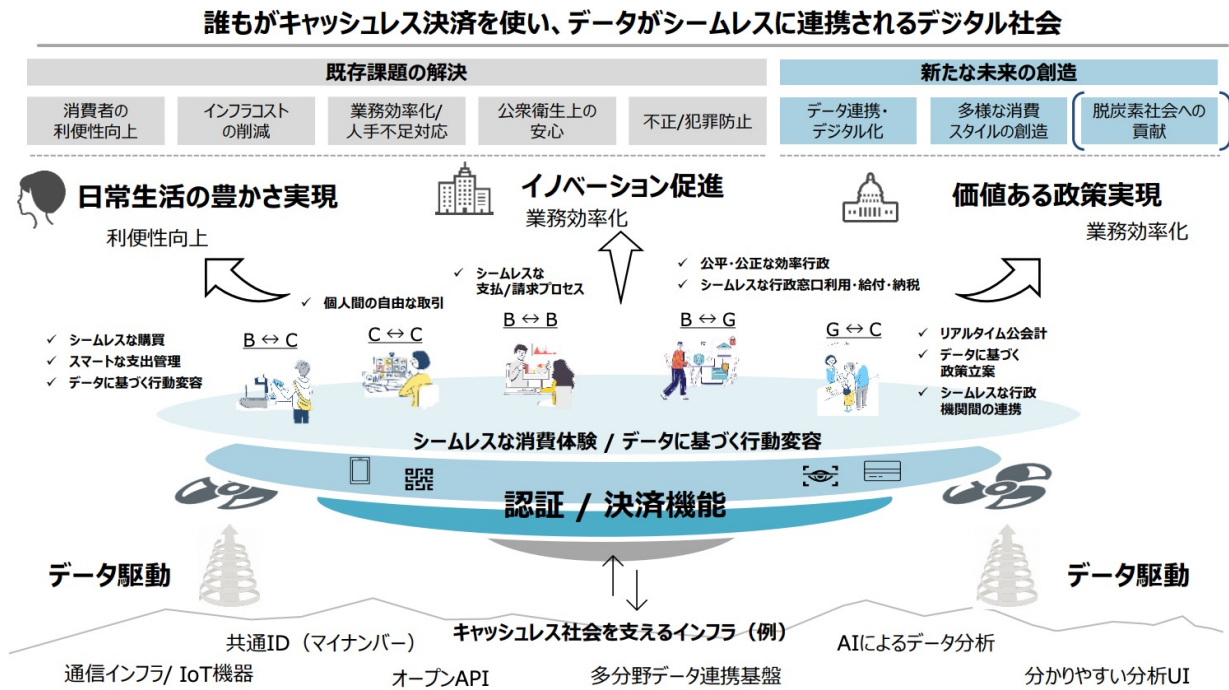 誰もがキャッシュレス決済を使い、データがシームレスに連携されるデジタル社会
既存課題の解決
新たな未来の創造
消費者の
利便性向上
インフラコスト
の削減
業務効率化/
人手不足対応
公衆衛生上の
安心
不正/犯罪防止
データ連携・
デジタル化
多様な消費
スタイルの創造
脱炭素社会への
貢献
日常生活の豊かさ実現
利便性向上
イノベーション促進
業務効率化
価値ある政策実現
業務効率化
✓ シームレスな購買
✓ スマートな支出管理
✓ データに基づく行動変容
B ↔ C
✓ 個人間の自由な取引
C ↔ C
✓ シームレスな
支払/請求プロセス
B ↔ B
✓ 公平・公正な効率行政
✓ シームレスな行政窓口利用・給付・納税
B ↔ G
G ↔ C
✓ リアルタイム公会計
✓ データに基づく
政策立案
✓ シームレスな行政
機関間の連携
シームレスな消費体験 / データに基づく行動変容
認証 / 決済機能
データ駆動
データ駆動
キャッシュレス社会を支えるインフラ（例）
共通ID（マイナンバー）
AIによるデータ分析
通信インフラ/ IoT機器
オープンAPI
多分野データ連携基盤
分かりやすい分析UI